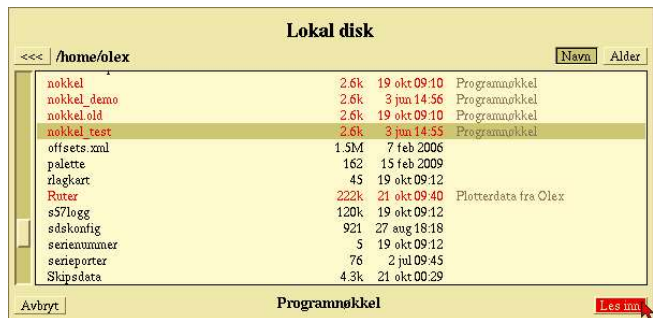 Lokal disk
<<< /home/olex Navn Alder
nokkel 2.6k 19 okt 09:10 Programnøkkel
nokkel_demo 2.6k 3 jun 14:56 Programnøkkel
nokkel.old 2.6k 19 okt 09:10 Programnøkkel
nokkel_test 2.6k 3 jun 14:55 Programnøkkel
offsets.xml 1.5M 7 feb 2006
palette 162 15 feb 2009
rlagkart 45 19 okt 09:12
Ruter 222k 21 okt 09:40 Plotterdata fra Olex
s57logg 120k 19 okt 09:12
sdskonfig 921 27 aug 18:18
serienummer 5 19 okt 09:12
serieporter 76 2 jul 09:45
Skipsdata 4.3k 21 okt 00:29
Avbryt Programnøkkel Les inn